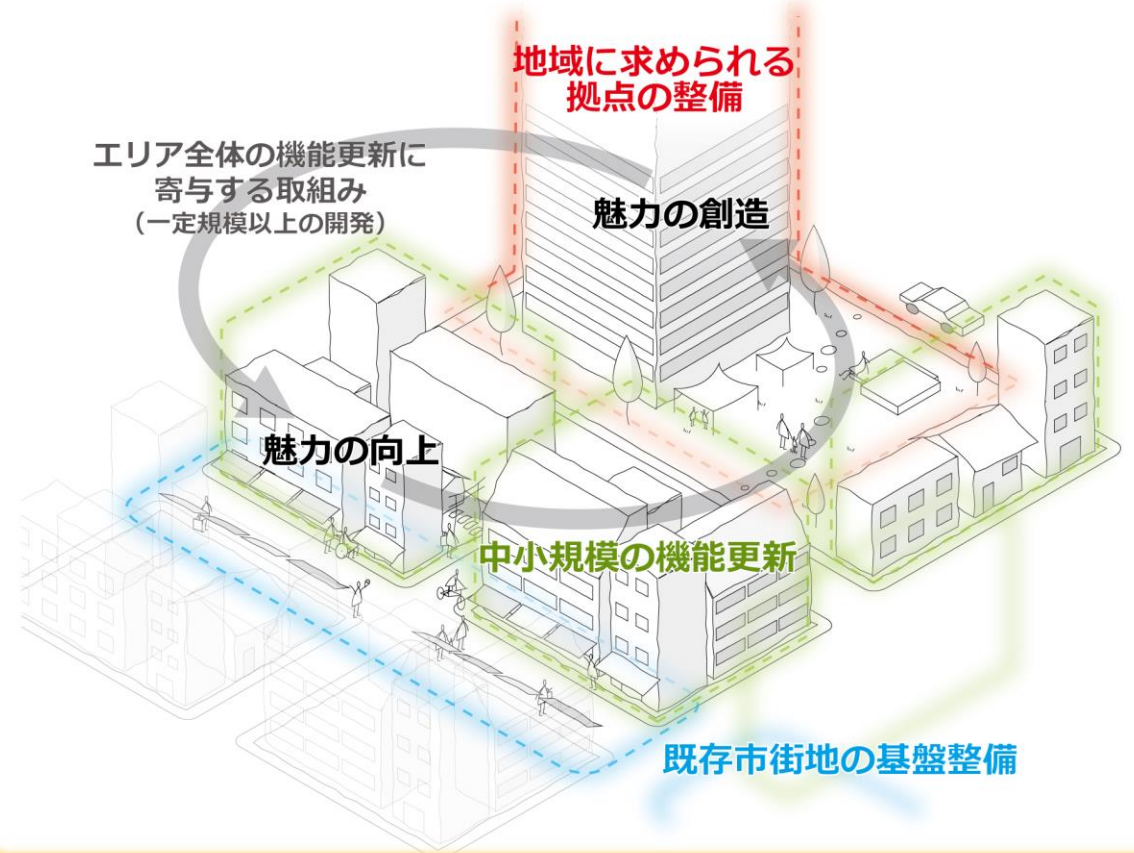 地域に求められる
拠点の整備
エリア全体の機能更新に
寄与する取組み
（一定規模以上の開発）
魅力の創造
魅力の向上
中小規模の機能更新
既存市街地の基盤整備